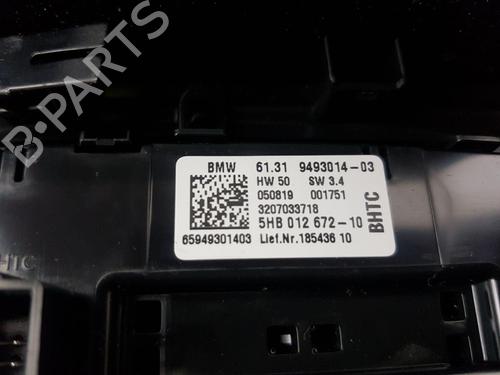 B-PARTS
BMW 61.31 9493014-03
HW 50 SW 3.4
050819 001751
3207033718
5HB 012 672-10
65949301403 Lief.Nr.185436 10
BHTC
BHTC